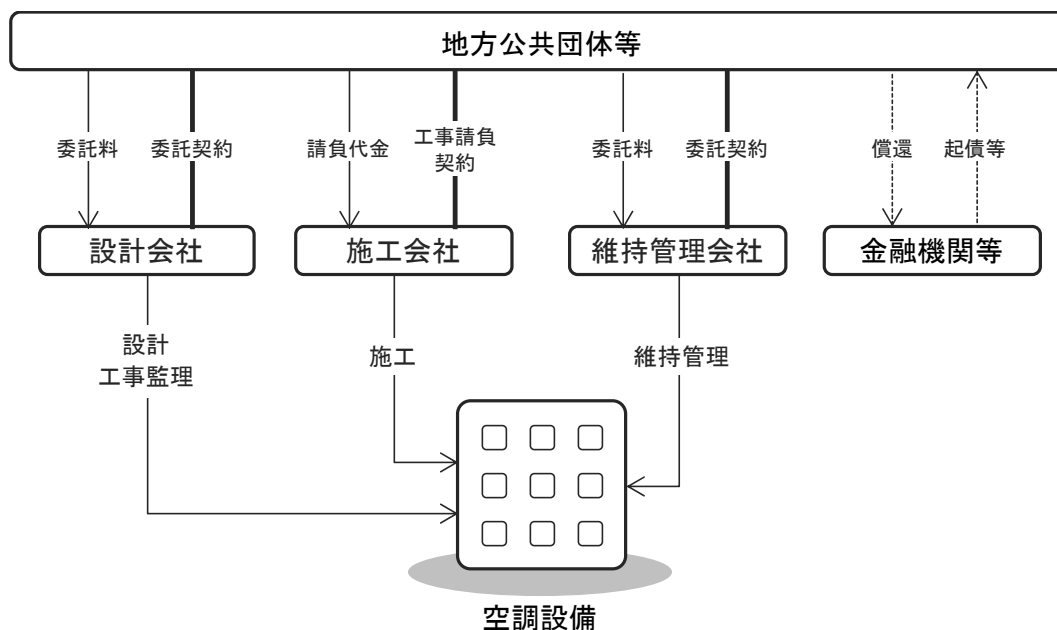 地方公共団体等
委託料
委託契約
請負代金
工事請負
契約
委託料
委託契約
償還
起債等
設計会社
施工会社
維持管理会社
金融機関等
設計
工事監理
施工
維持管理
空調設備